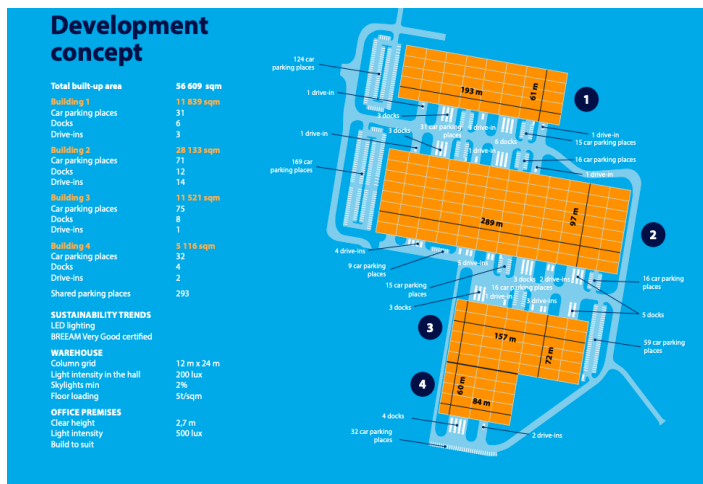 Development
concept
Total built-up area 56 609 sqm
Building 1 11 839 sqm
Car parking places 31
Docks 6
Drive-ins 3
Building 2 28 133 sqm
Car parking places 71
Docks 12
Drive-ins 14
Building 3 11 521 sqm
Car parking places 75
Docks 8
Drive-ins 1
Building 4 5 116 sqm
Car parking places 32
Docks 4
Drive-ins 2
Shared parking places 293
SUSTAINABILITY TRENDS
LED lighting
BREEAM Very Good certified
WAREHOUSE
Column grid 12 m x 24 m
Light intensity in the hall 200 lux
Skylights min 2%
Floor loading 5t/sqm
OFFICE PREMISES
Clear height 2,7 m
Light intensity 500 lux
Build to suit
124 car
parking places
193 m
61 m
1
1 drive-in
3 docks
31 car parking
places
drive-in
6 docks
1 drive-in
15 car parking places
1 drive-in
3 docks
1 drive-in
16 car parking places
1 drive-in
169 car
parking places
289 m
97 m
2
4 drive-ins
9 car parking
places
15 car parking
places
drive-ins
3 docks
2 drive-ins
16 car parking
places
16 car parking places
3 docks
1 drive-in
drive-ins
5 docks
3
157 m
72 m
59 car parking
places
4
60 m
84 m
4 docks
32 car parking
places
2 drive-ins